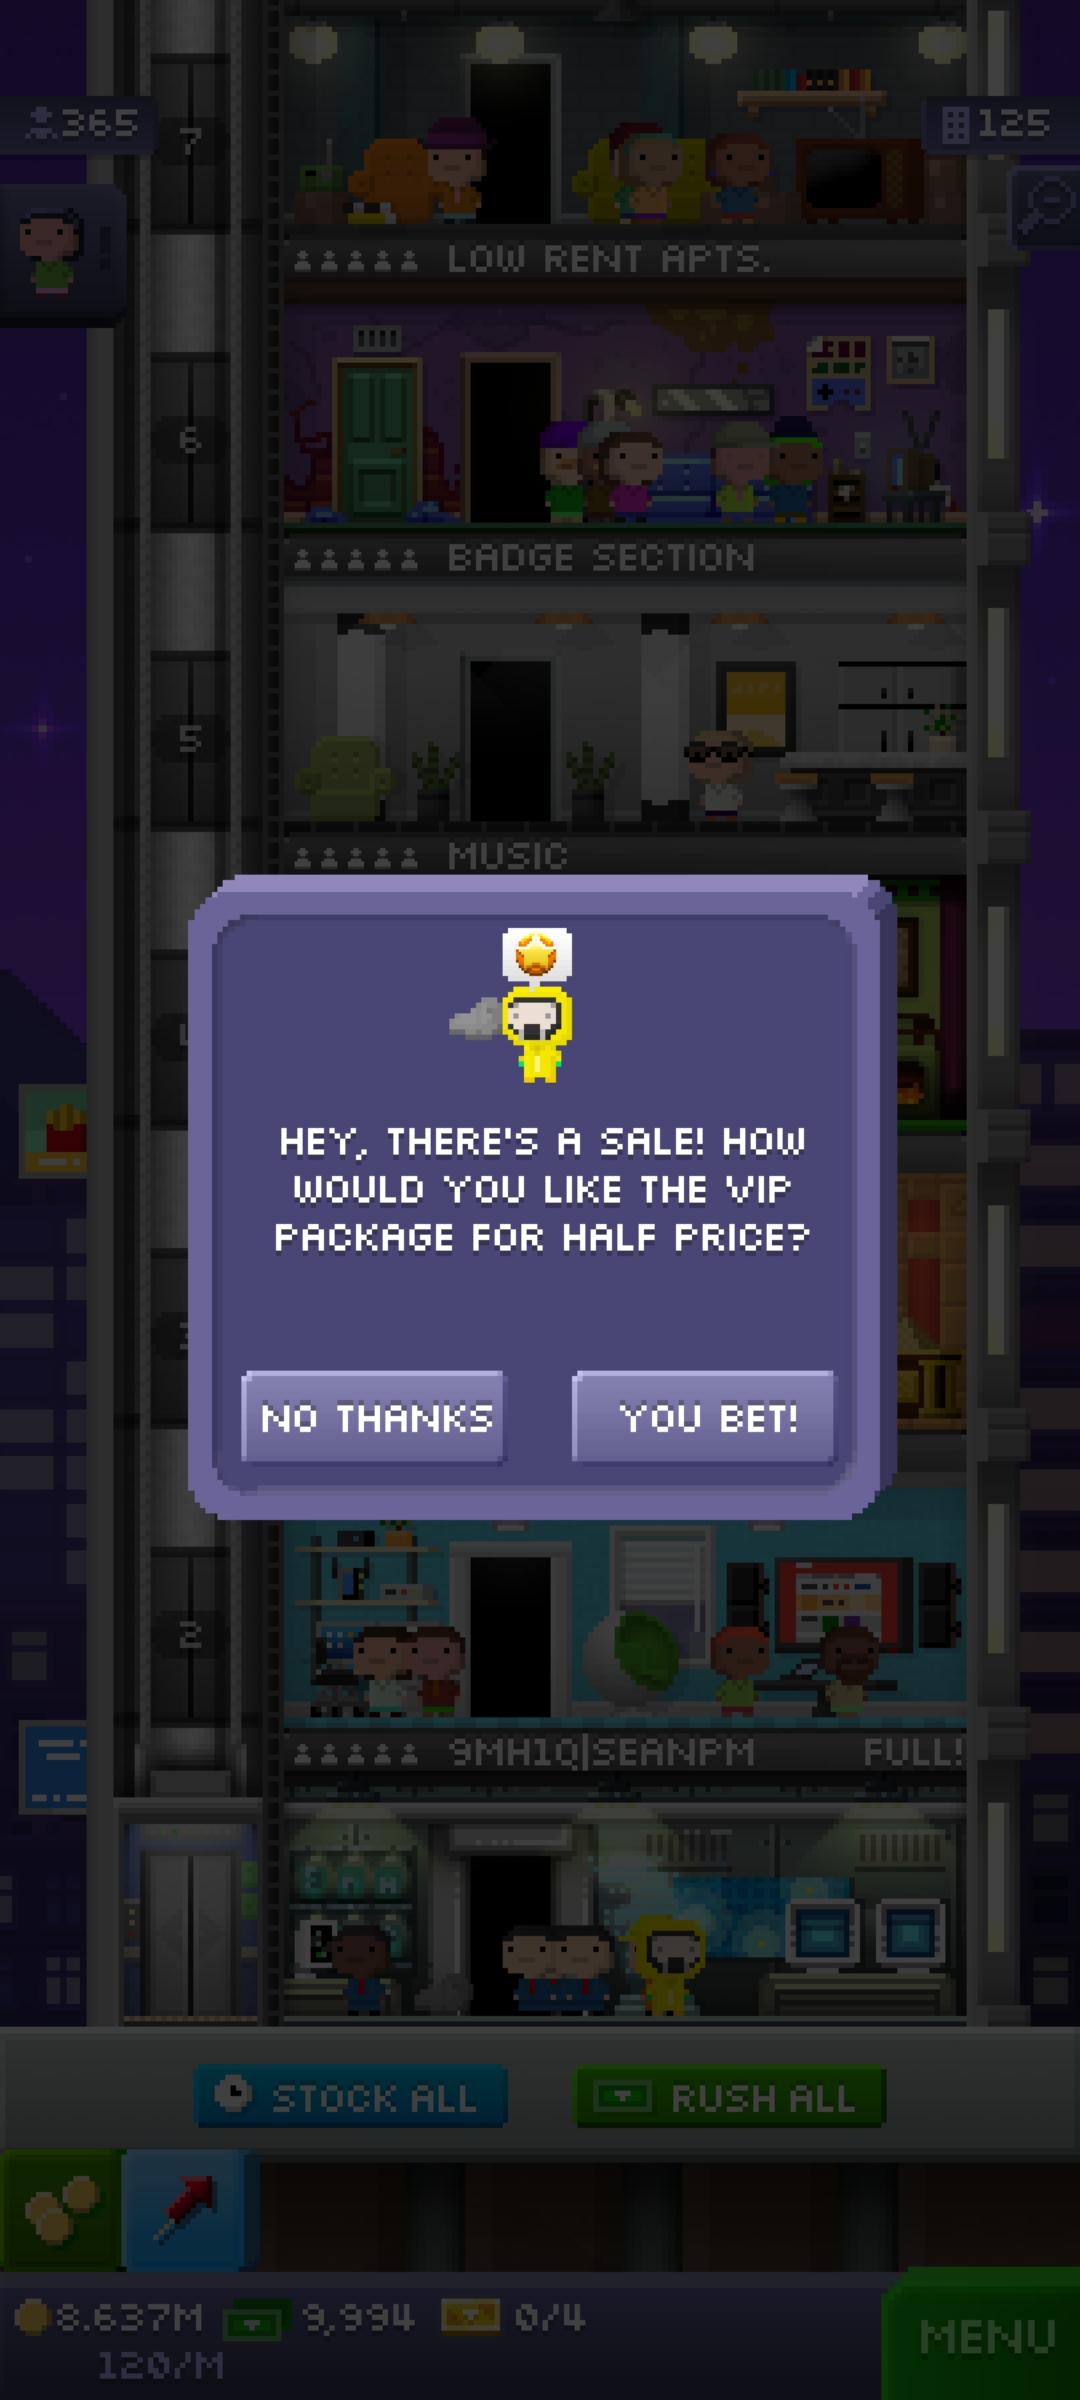 7
365
125
LOW RENT APTS.
6
BADGE SECTION
5
MUSIC
HEY, THERE'S A SALE! HOW
WOULD YOU LIKE THE VIP
PACKAGE FOR HALF PRICE?
NO THANKS
YOU BET!
2
9MH1Q|SEANPM
FULL!
STOCK ALL
RUSH ALL
8.637M
9,994
0/4
120/M
MENU